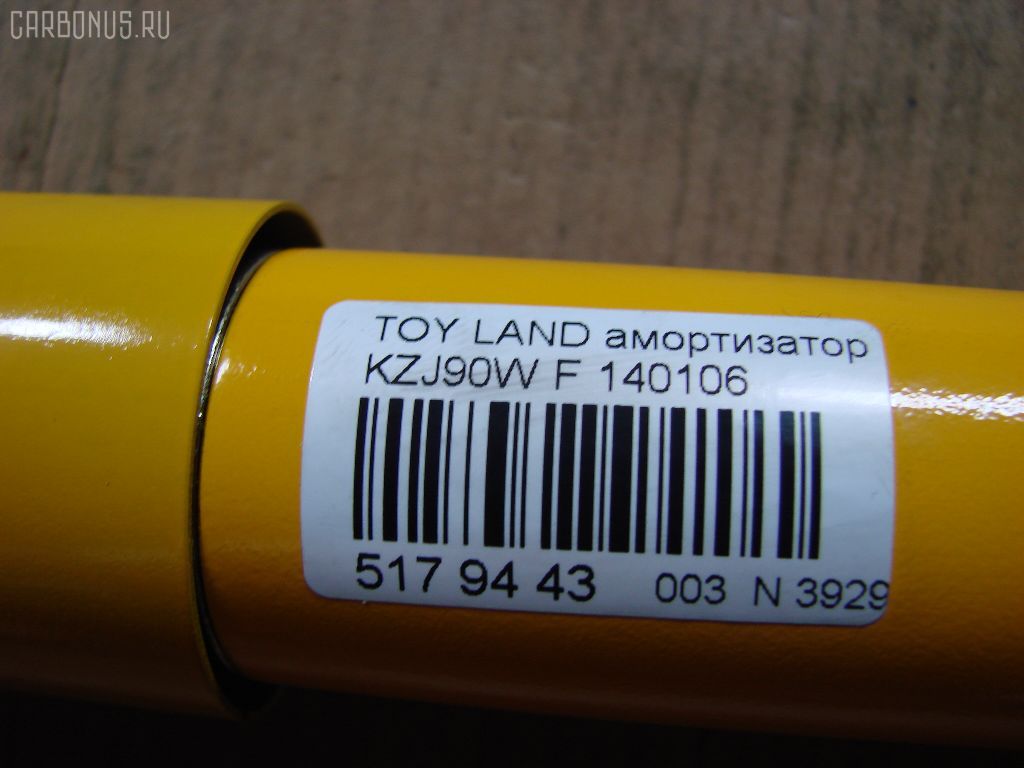 CARBONUS.RU
TOY LAND амортизатор
KZJ90W F 140106
517 94 43 003 N 3929